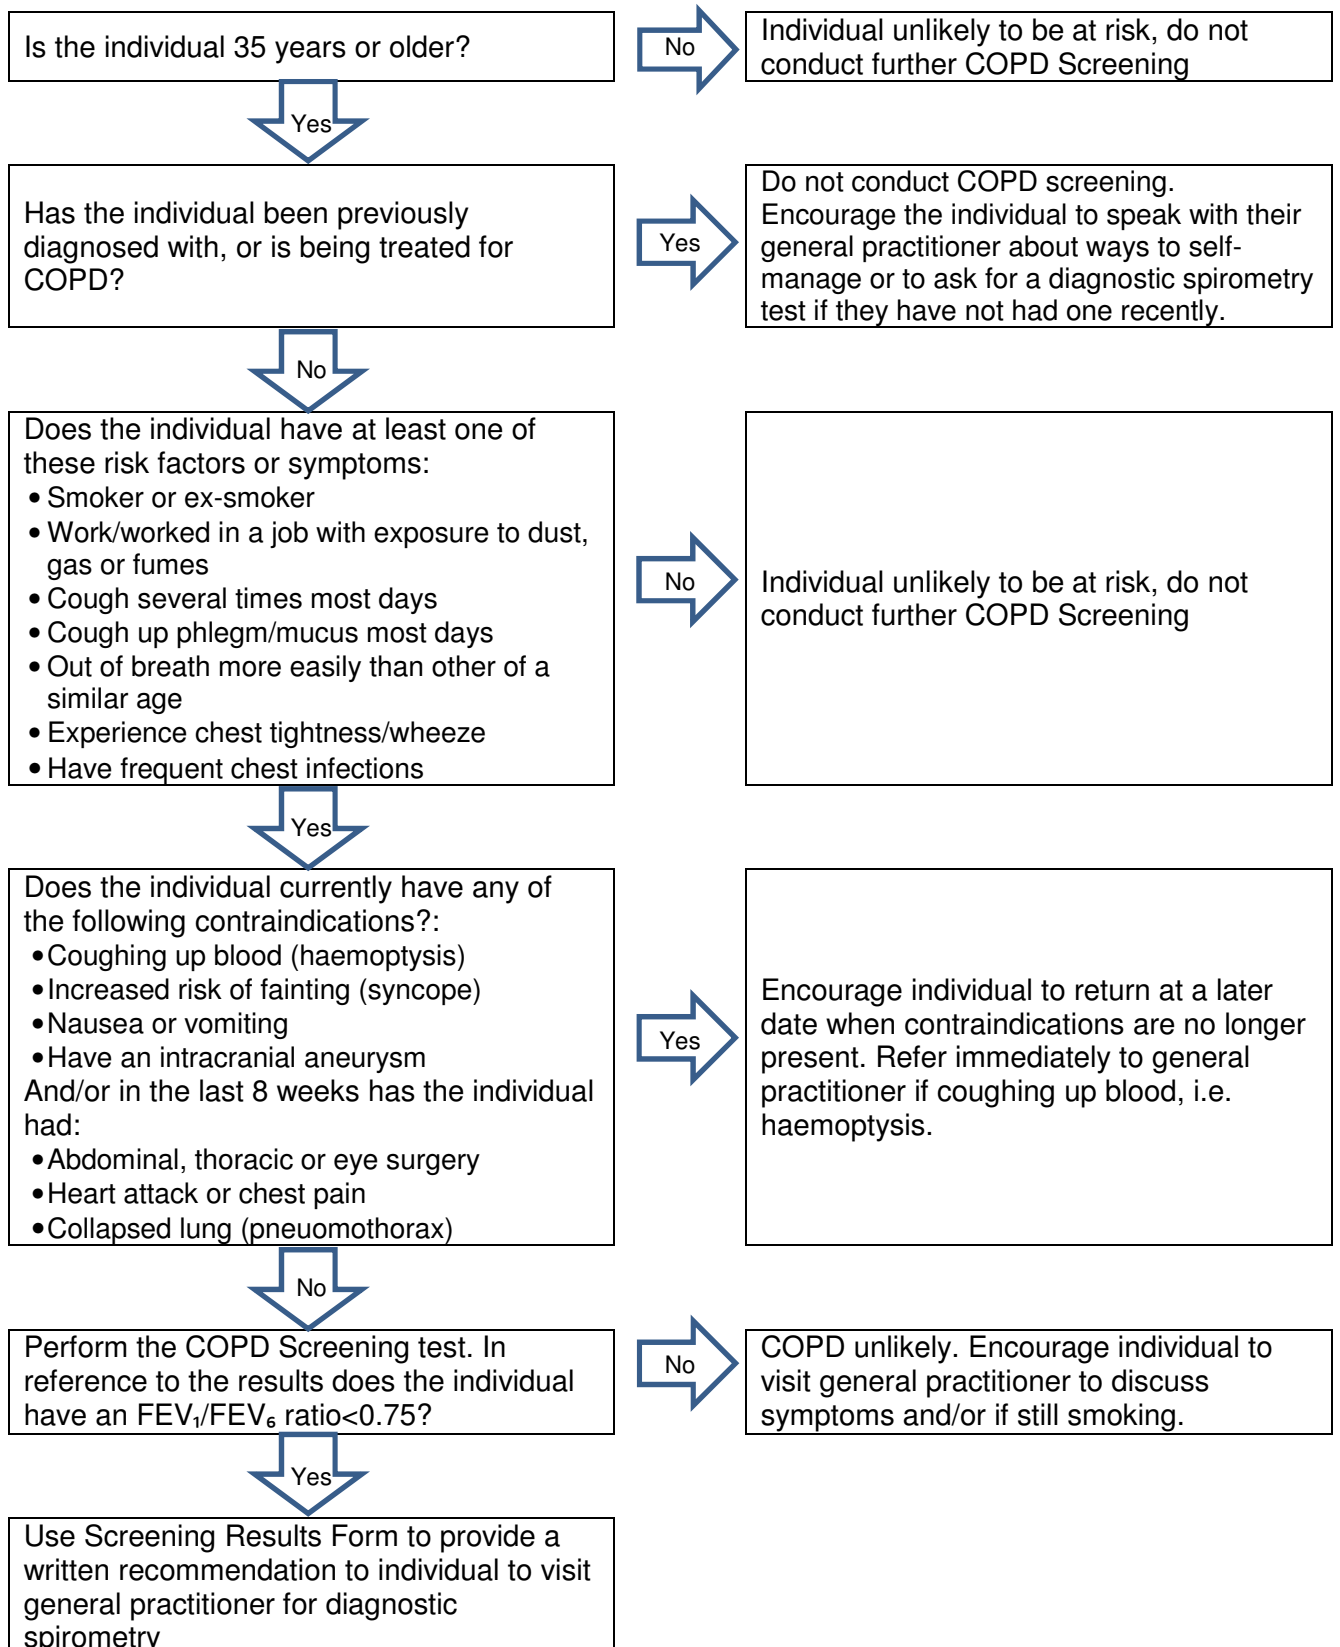 Is the individual 35 years or older?
No
Individual unlikely to be at risk, do not
conduct further COPD Screening
Yes
Has the individual been previously
diagnosed with, or is being treated for
COPD?
Yes
Do not conduct COPD screening.
Encourage the individual to speak with their
general practitioner about ways to self-
manage or to ask for a diagnostic spirometry
test if they have not had one recently.
No
Does the individual have at least one of
these risk factors or symptoms:
• Smoker or ex-smoker
• Work/worked in a job with exposure to dust,
gas or fumes
• Cough several times most days
• Cough up phlegm/mucus most days
• Out of breath more easily than other of a
similar age
• Experience chest tightness/wheeze
• Have frequent chest infections
No
Individual unlikely to be at risk, do not
conduct further COPD Screening
Yes
Does the individual currently have any of
the following contraindications?:
• Coughing up blood (haemoptysis)
• Increased risk of fainting (syncope)
• Nausea or vomiting
• Have an intracranial aneurysm
And/or in the last 8 weeks has the individual
had:
• Abdominal, thoracic or eye surgery
• Heart attack or chest pain
• Collapsed lung (pneuomothorax)
Yes
Encourage individual to return at a later
date when contraindications are no longer
present. Refer immediately to general
practitioner if coughing up blood, i.e.
haemoptysis.
No
Perform the COPD Screening test. In
reference to the results does the individual
have an FEV₁/FEV₆ ratio<0.75?
No
COPD unlikely. Encourage individual to
visit general practitioner to discuss
symptoms and/or if still smoking.
Yes
Use Screening Results Form to provide a
written recommendation to individual to visit
general practitioner for diagnostic
spirometry